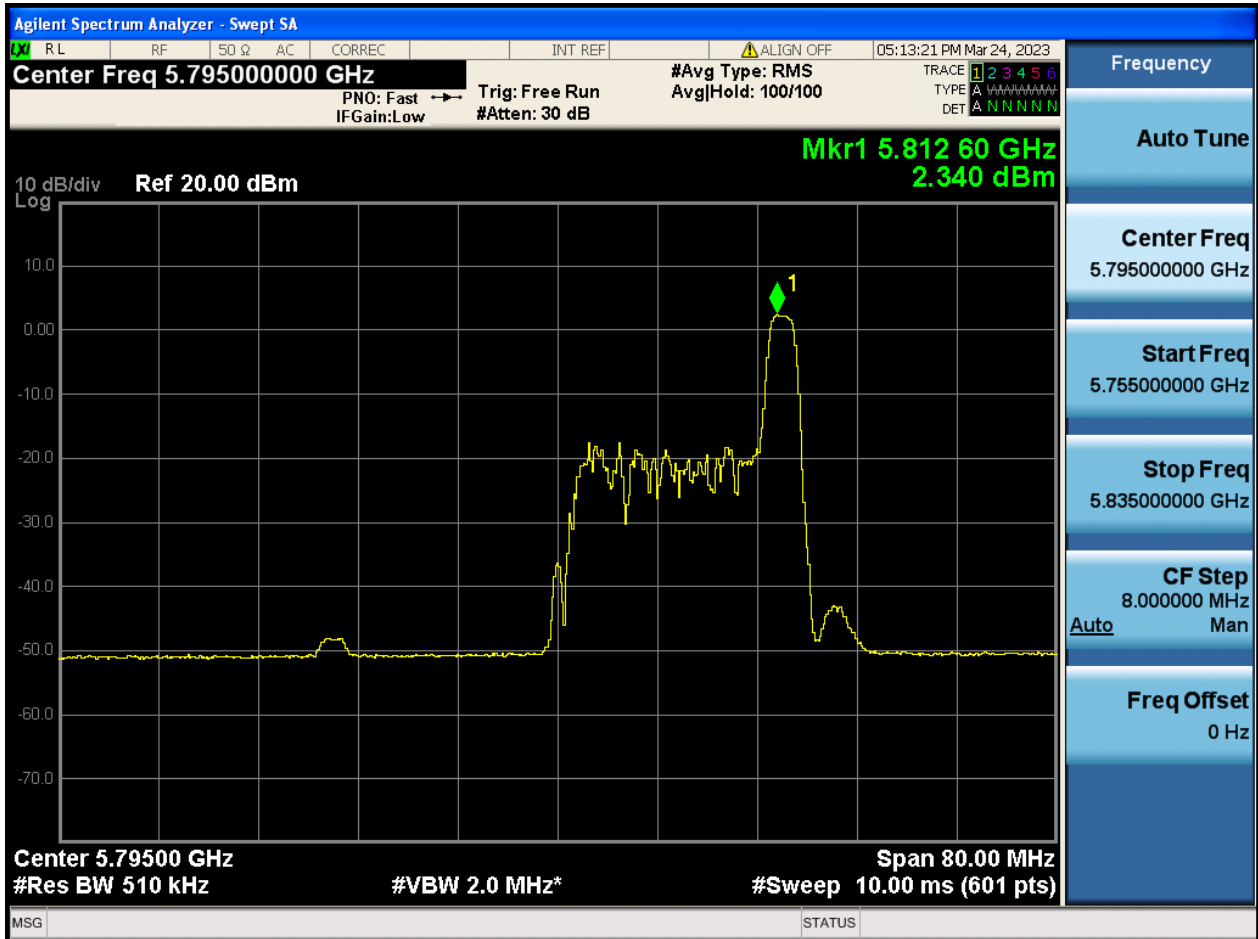 Agilent Spectrum Analyzer - Swept SA
LXI RL RF 50 Ω AC CORREC INT REF ALIGN OFF 05:13:21 PM Mar 24, 2023
Center Freq 5.795000000 GHz
PNO: Fast
IFGain:Low
Trig: Free Run
#Atten: 30 dB
#Avg Type: RMS
Avg|Hold: 100/100
TRACE 1 2 3 4 5 6
TYPE A WWWWW
DET A N N N N N
Mkr1 5.812 60 GHz
2.340 dBm
10 dB/div Ref 20.00 dBm
Log
10.0
0.00
-10.0
-20.0
-30.0
-40.0
-50.0
-60.0
-70.0
1
Center 5.79500 GHz Span 80.00 MHz
#Res BW 510 kHz #VBW 2.0 MHz* #Sweep 10.00 ms (601 pts)
MSG STATUS
Frequency
Auto Tune
Center Freq
5.795000000 GHz
Start Freq
5.755000000 GHz
Stop Freq
5.835000000 GHz
CF Step
8.000000 MHz
Auto Man
Freq Offset
0 Hz